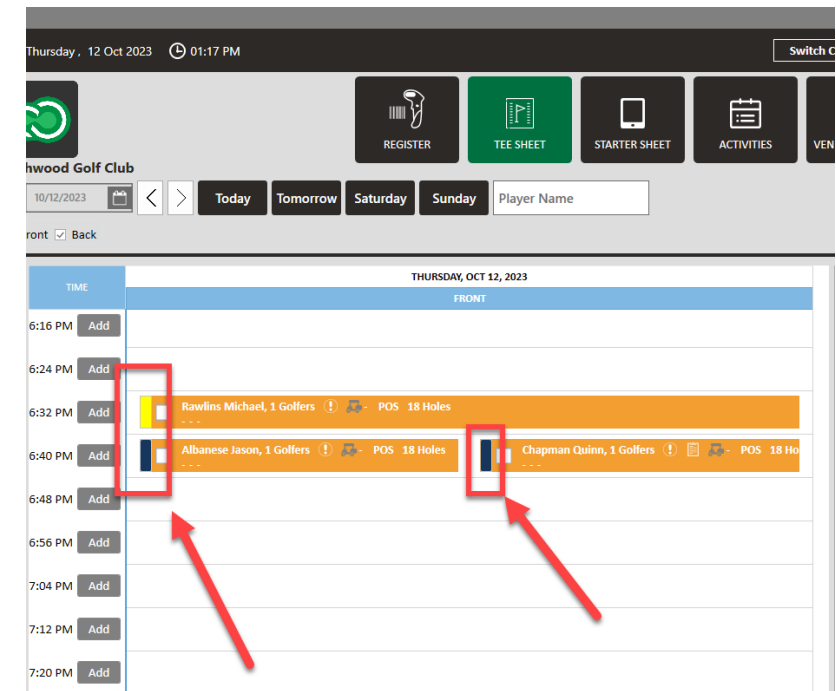 Thursday , 12 Oct 2023 01:17 PM Switch C
REGISTER TEE SHEET STARTER SHEET ACTIVITIES VEN
hwood Golf Club
10/12/2023 < > Today Tomorrow Saturday Sunday Player Name
ront Back
TIME THURSDAY, OCT 12, 2023
FRONT
6:16 PM Add
6:24 PM Add
6:32 PM Add Rawlins Michael, 1 Golfers - POS 18 Holes
- - -
6:40 PM Add Albanese Jason, 1 Golfers - POS 18 Holes Chapman Quinn, 1 Golfers - POS 18 Ho
- - - - - -
6:48 PM Add
6:56 PM Add
7:04 PM Add
7:12 PM Add
7:20 PM Add